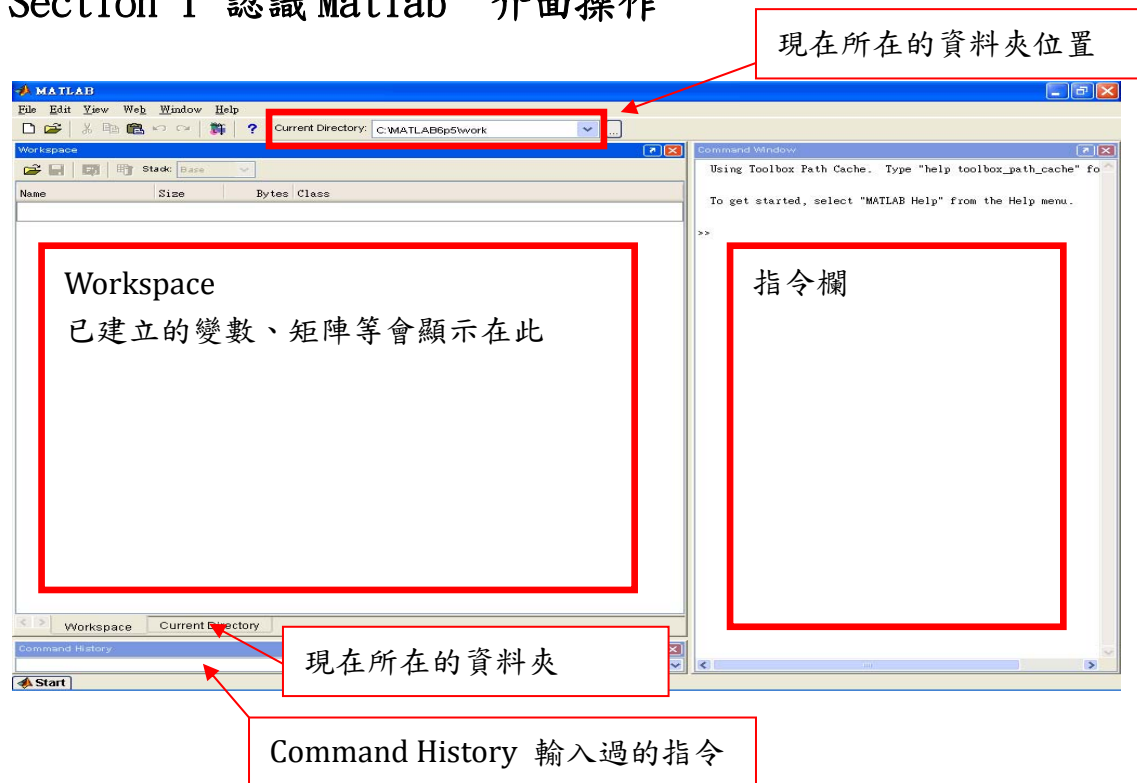 Section 1 認識 Matlab 介面操作
現在所在的資料夾位置
MATLAB
File Edit View Web Window Help
Current Directory: C:\MATLAB6p5\work
...
Workspace
Stack: Base
Name Size Bytes Class
Command Window
Using Toolbox Path Cache. Type "help toolbox_path_cache" fo
To get started, select "MATLAB Help" from the Help menu.
>>
Workspace
已建立的變數、矩陣等會顯示在此
指令欄
Workspace Current Directory
Command History
現在所在的資料夾
Start
Command History 輸入過的指令